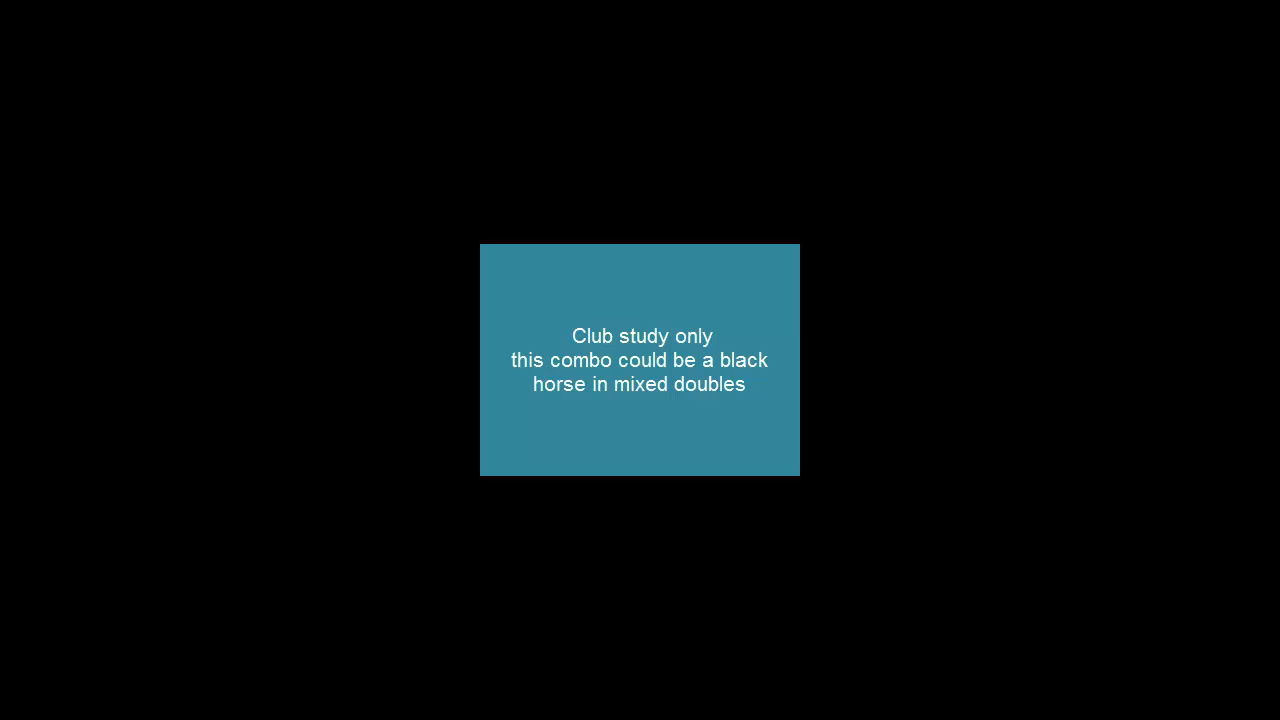 Club study only
this combo could be a black
horse in mixed doubles